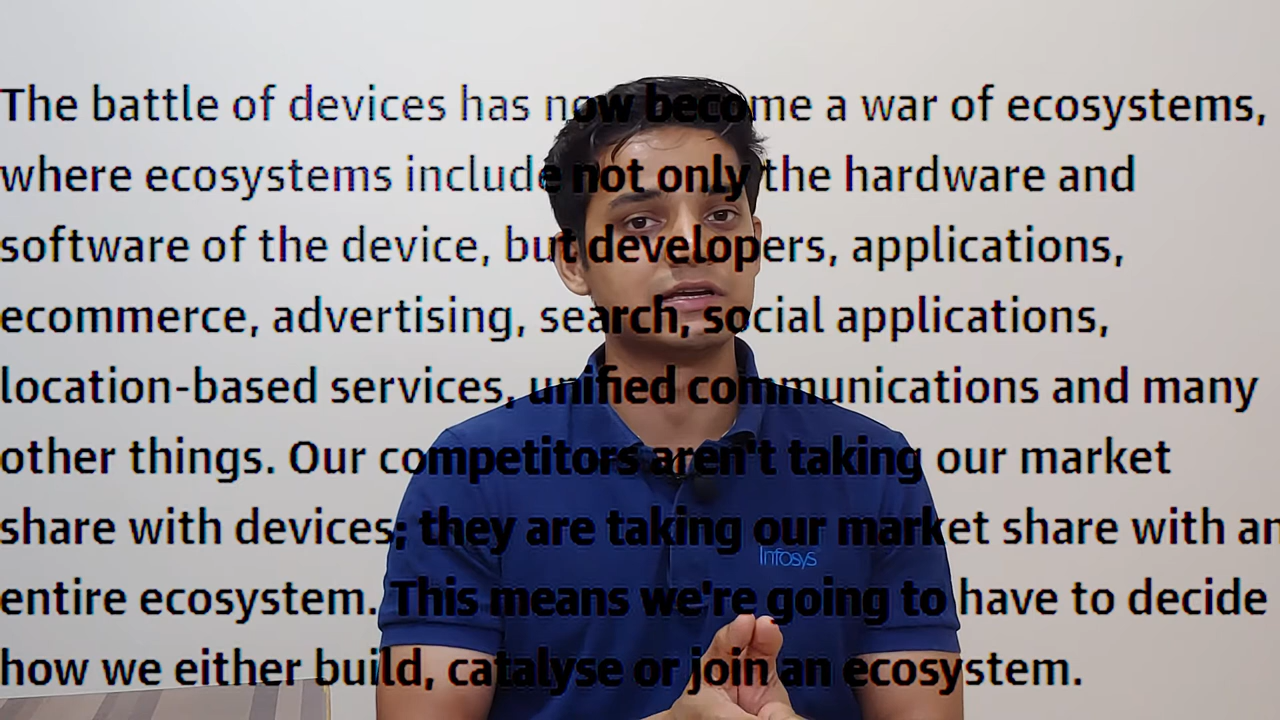 The battle of devices has now become a war of ecosystems,
where ecosystems include not only the hardware and
software of the device, but developers, applications,
ecommerce, advertising, search, social applications,
location-based services, unified communications and many
other things. Our competitors aren't taking our market
share with devices; they are taking our market share with an
Infosys
entire ecosystem. This means we're going to have to decide
how we either build, catalyse or join an ecosystem.